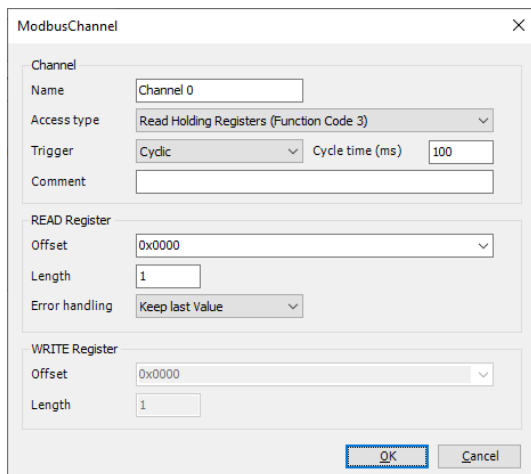 ModbusChannel
Channel
Name Channel 0
Access type Read Holding Registers (Function Code 3)
Trigger Cyclic Cycle time (ms) 100
Comment
READ Register
Offset 0x0000
Length 1
Error handling Keep last Value
WRITE Register
Offset 0x0000
Length 1
OK Cancel